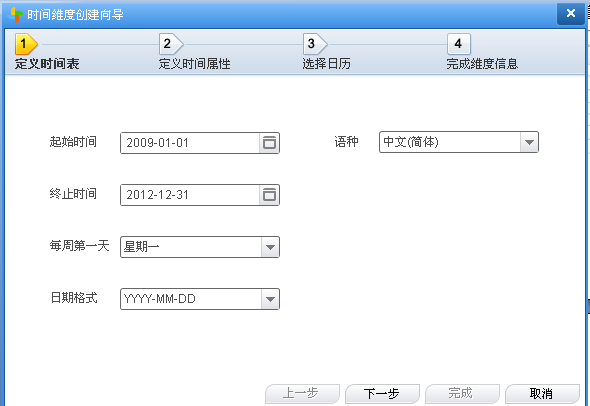 时间维度创建向导
1 2 3 4
定义时间表 定义时间属性 选择日历 完成维度信息
起始时间 2009-01-01 语种 中文(简体)
终止时间 2012-12-31
每周第一天 星期一
日期格式 YYYY-MM-DD
上一步 下一步 完成 取消